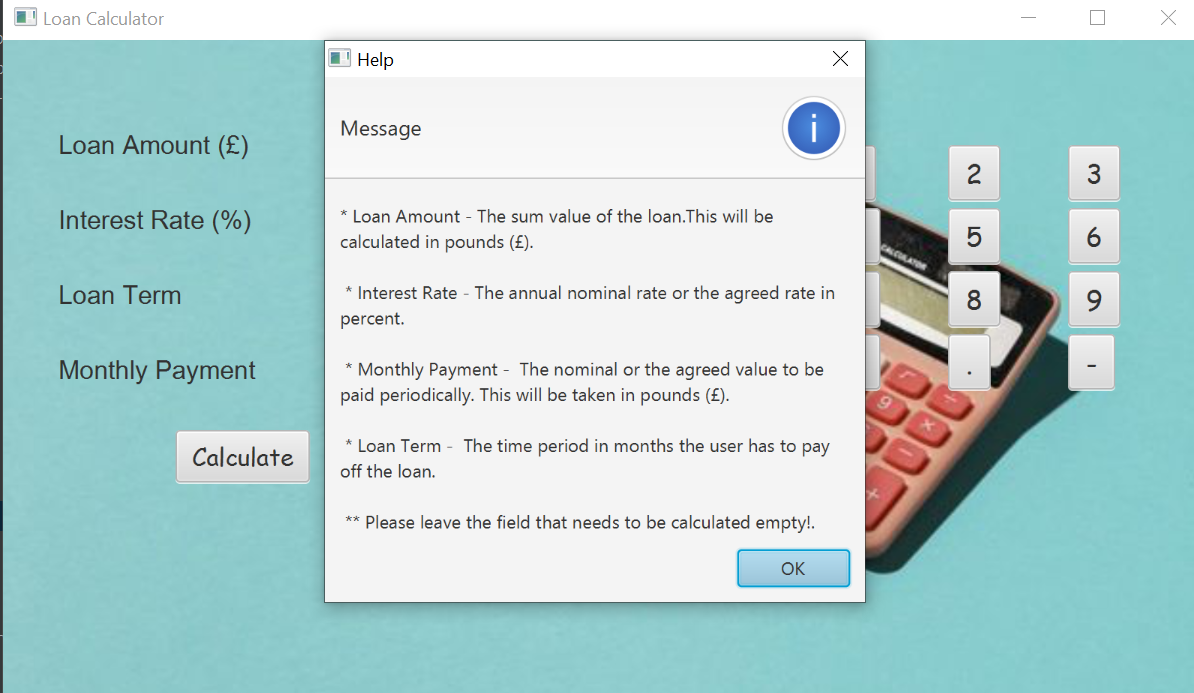 Loan Calculator
Help
Message
* Loan Amount - The sum value of the loan.This will be
calculated in pounds (£).
* Interest Rate - The annual nominal rate or the agreed rate in
percent.
* Monthly Payment -  The nominal or the agreed value to be
paid periodically. This will be taken in pounds (£).
* Loan Term -  The time period in months the user has to pay
off the loan.
** Please leave the field that needs to be calculated empty!.
OK
Loan Amount (£)
Interest Rate (%)
Loan Term
Monthly Payment
Calculate
2 3
5 6
8 9
. -
CALCULATOR
9
÷
×
−
+